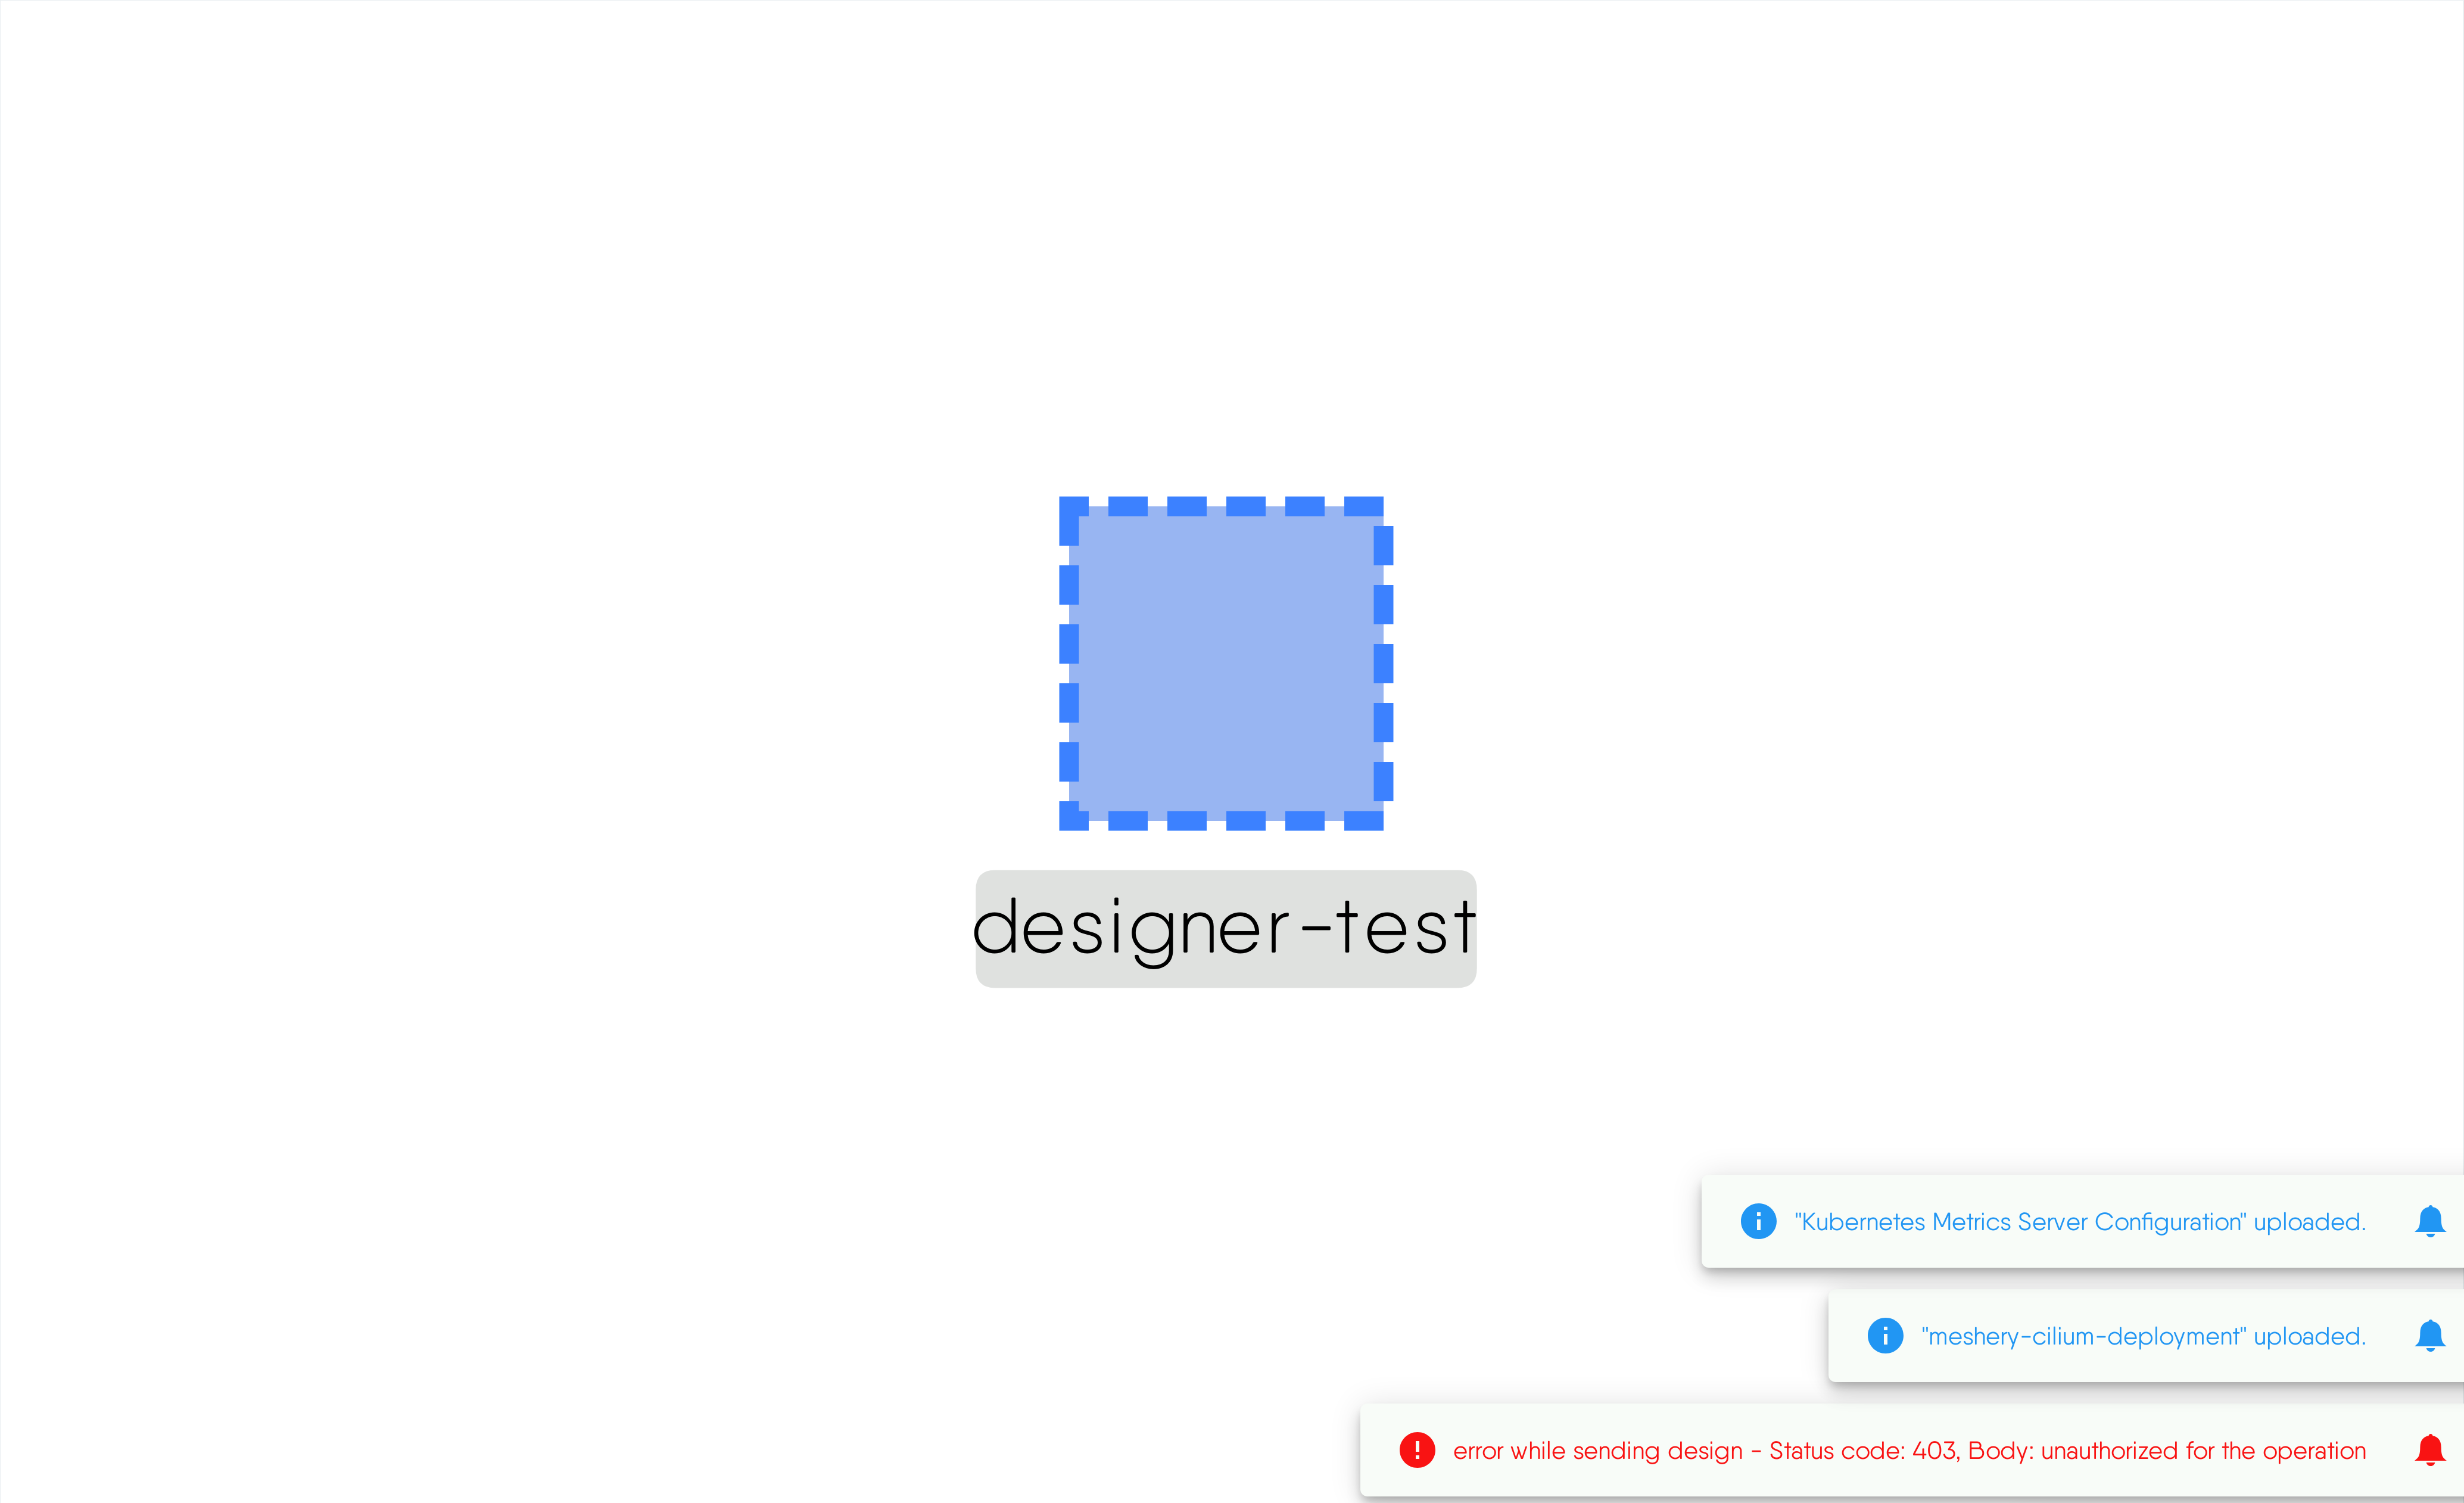 designer-test
"Kubernetes Metrics Server Configuration" uploaded.
"meshery-cilium-deployment" uploaded.
error while sending design - Status code: 403, Body: unauthorized for the operation